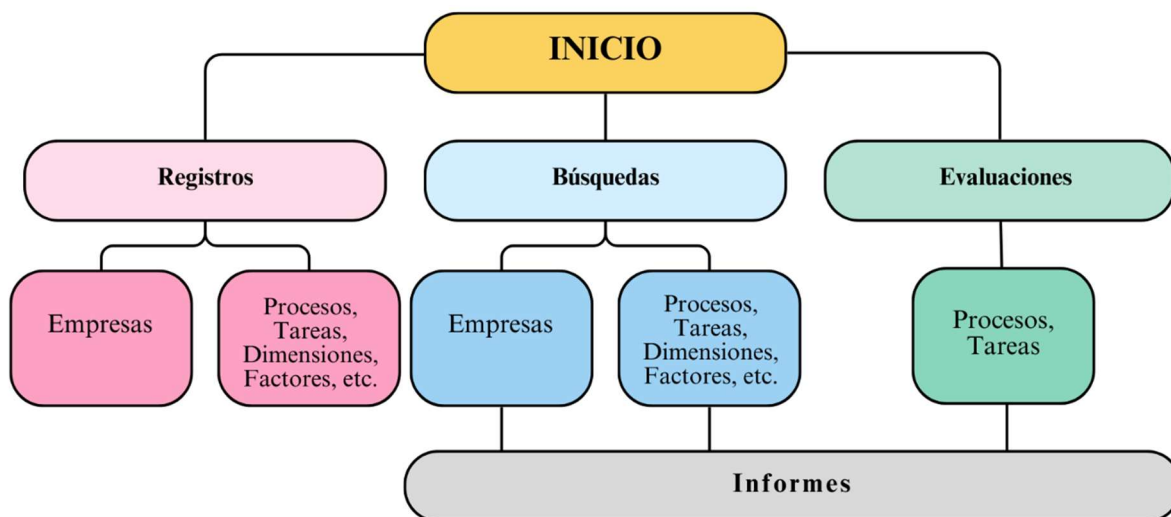 INICIO
Registros
Búsquedas
Evaluaciones
Empresas
Procesos,
Tareas,
Dimensiones,
Factores, etc.
Empresas
Procesos,
Tareas,
Dimensiones,
Factores, etc.
Procesos,
Tareas
Informes